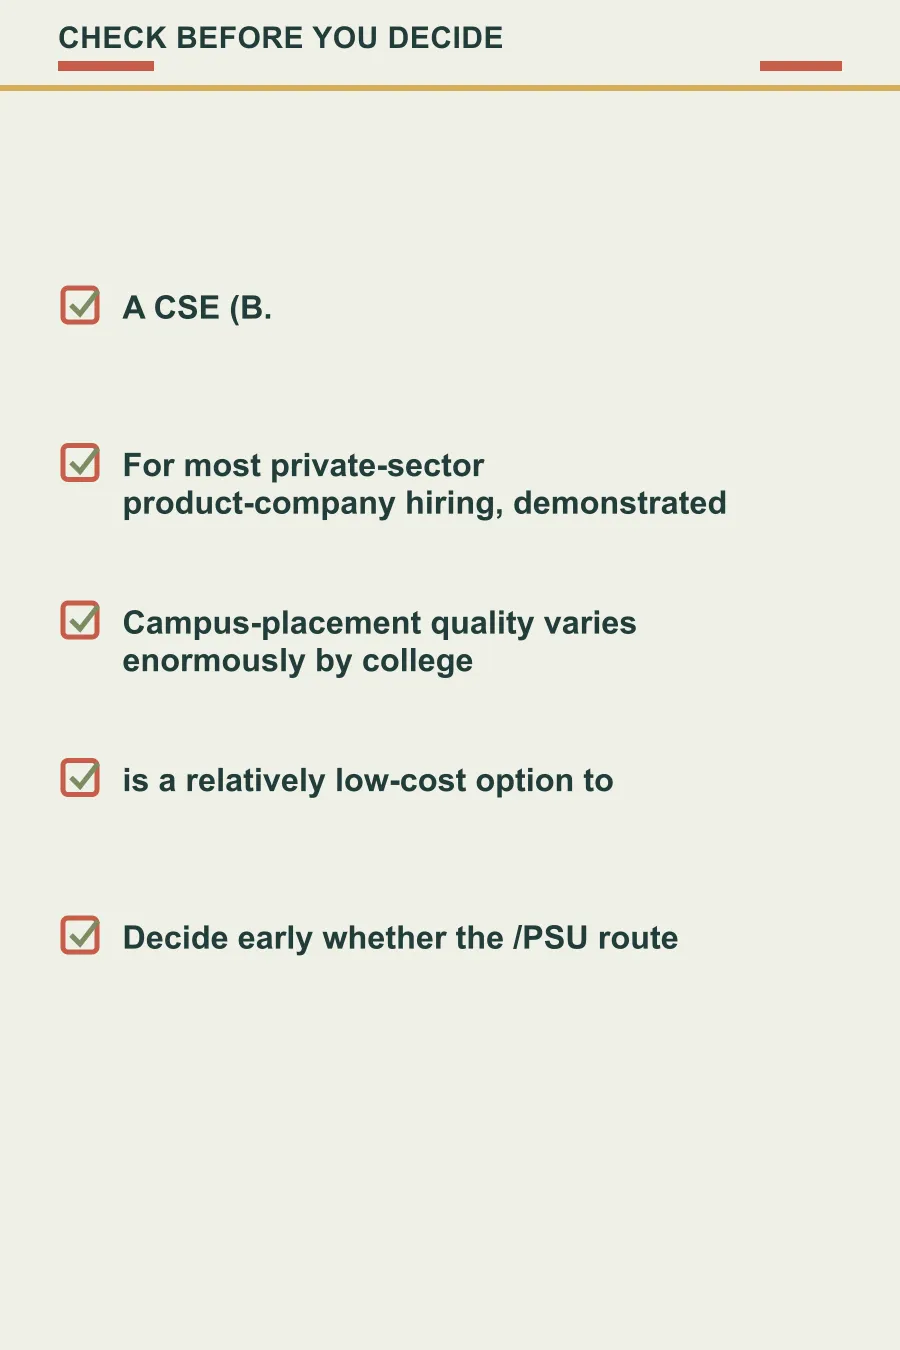 CHECK BEFORE YOU DECIDE
A CSE (B.
For most private-sector
product-company hiring, demonstrated
Campus-placement quality varies
enormously by college
is a relatively low-cost option to
Decide early whether the /PSU route